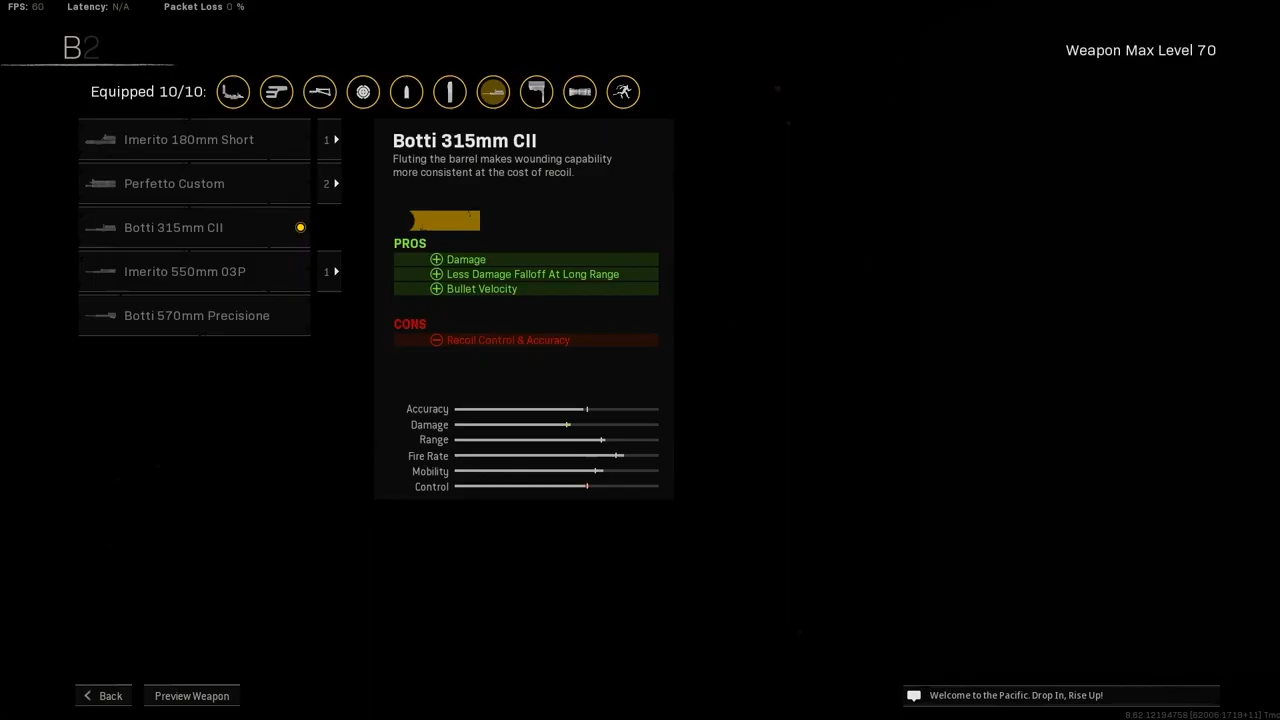 FPS: 60 Latency: N/A Packet Loss 0 %
B2
Weapon Max Level 70
Equipped 10/10:
Imerito 180mm Short 1
Perfetto Custom 2
Botti 315mm CII
Imerito 550mm 03P 1
Botti 570mm Precisione
Botti 315mm CII
Fluting the barrel makes wounding capability
more consistent at the cost of recoil.
PROS
Damage
Less Damage Falloff At Long Range
Bullet Velocity
CONS
Recoil Control & Accuracy
Accuracy
Damage
Range
Fire Rate
Mobility
Control
Back
Preview Weapon
Welcome to the Pacific. Drop In, Rise Up!